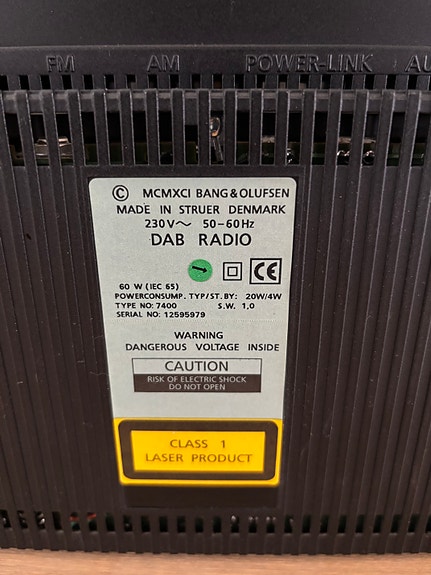 FM AM POWER-LINK AU
© MCMXCI BANG & OLUFSEN
MADE IN STRUER DENMARK
230V~ 50-60Hz
DAB RADIO
CE
60 W (IEC 65)
POWERCONSUMP. TYP/ST.BY: 20W/4W
TYPE NO: 7400 S.W. 1,0
SERIAL NO: 12595979
WARNING
DANGEROUS VOLTAGE INSIDE
CAUTION
RISK OF ELECTRIC SHOCK
DO NOT OPEN
CLASS 1
LASER PRODUCT